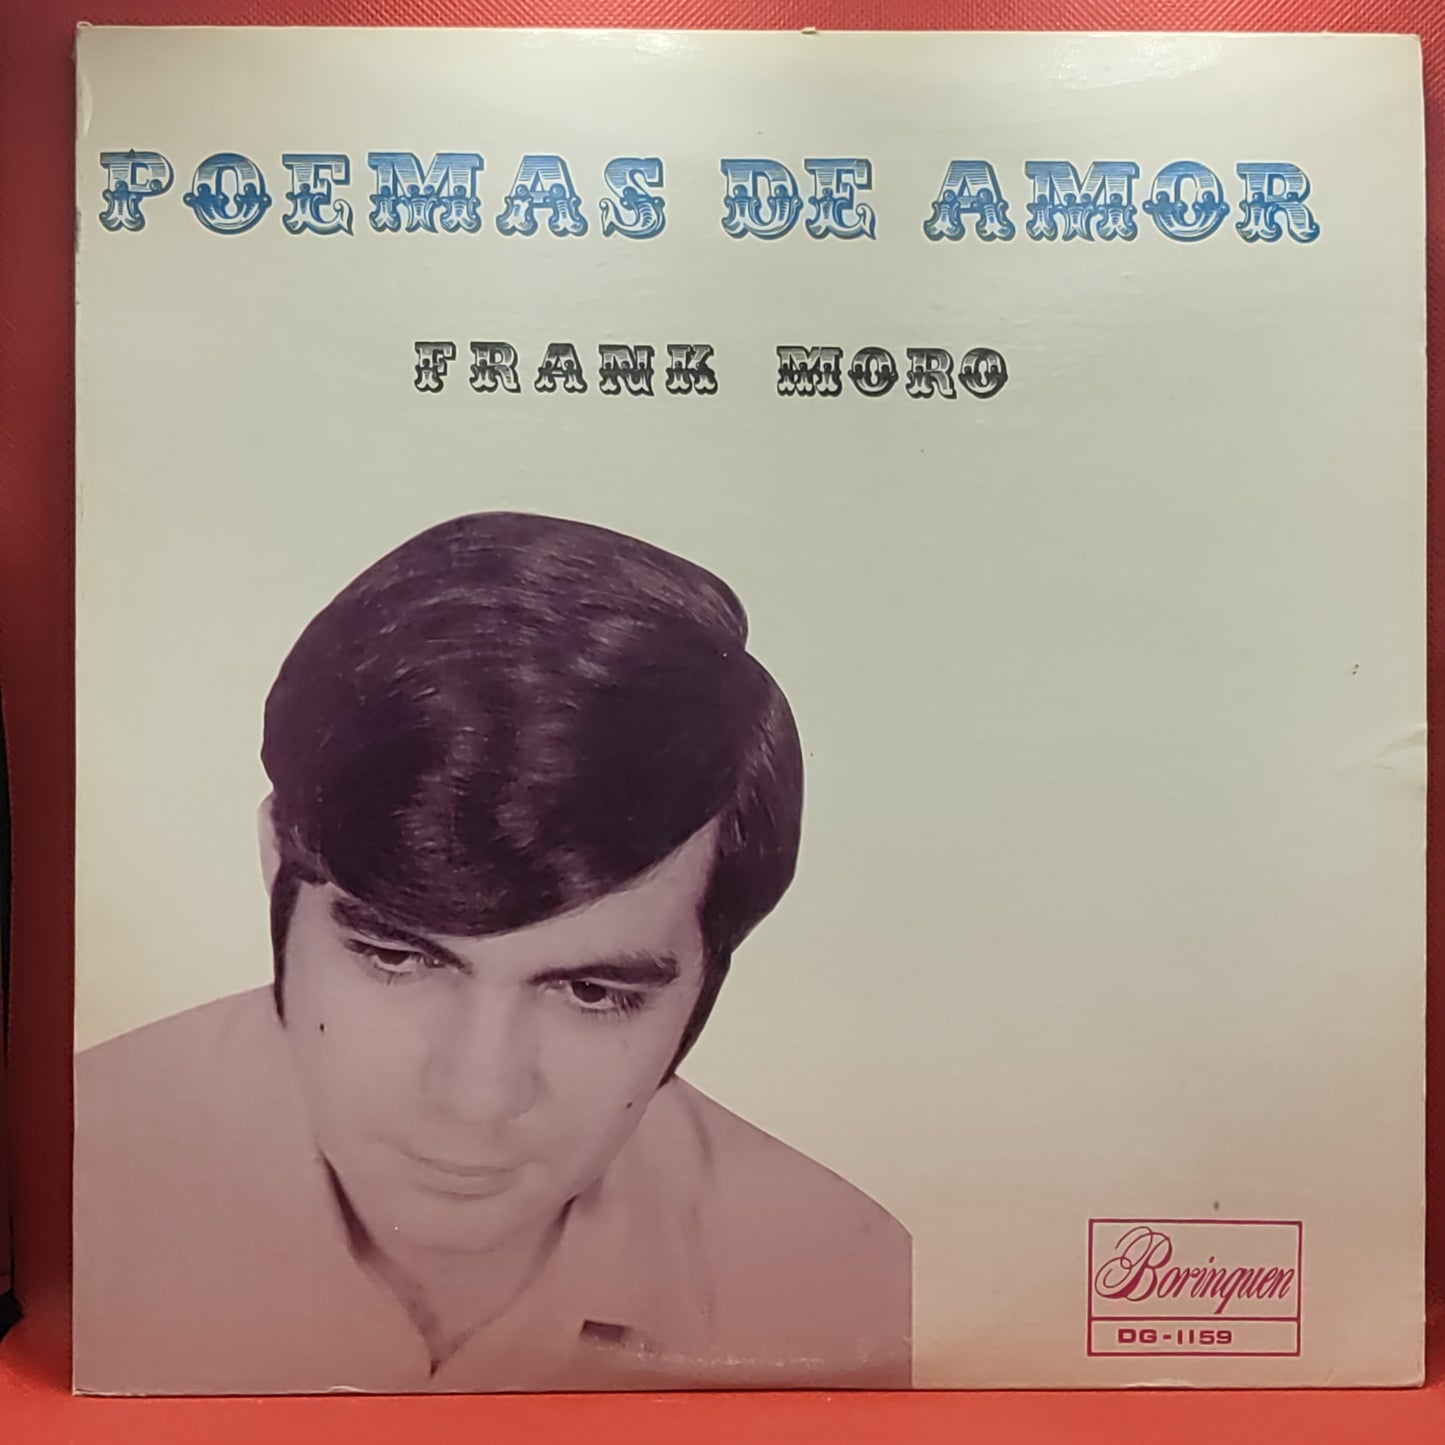 POEMAS DE AMOR
FRANK MORO
Borinquen
DG-1159